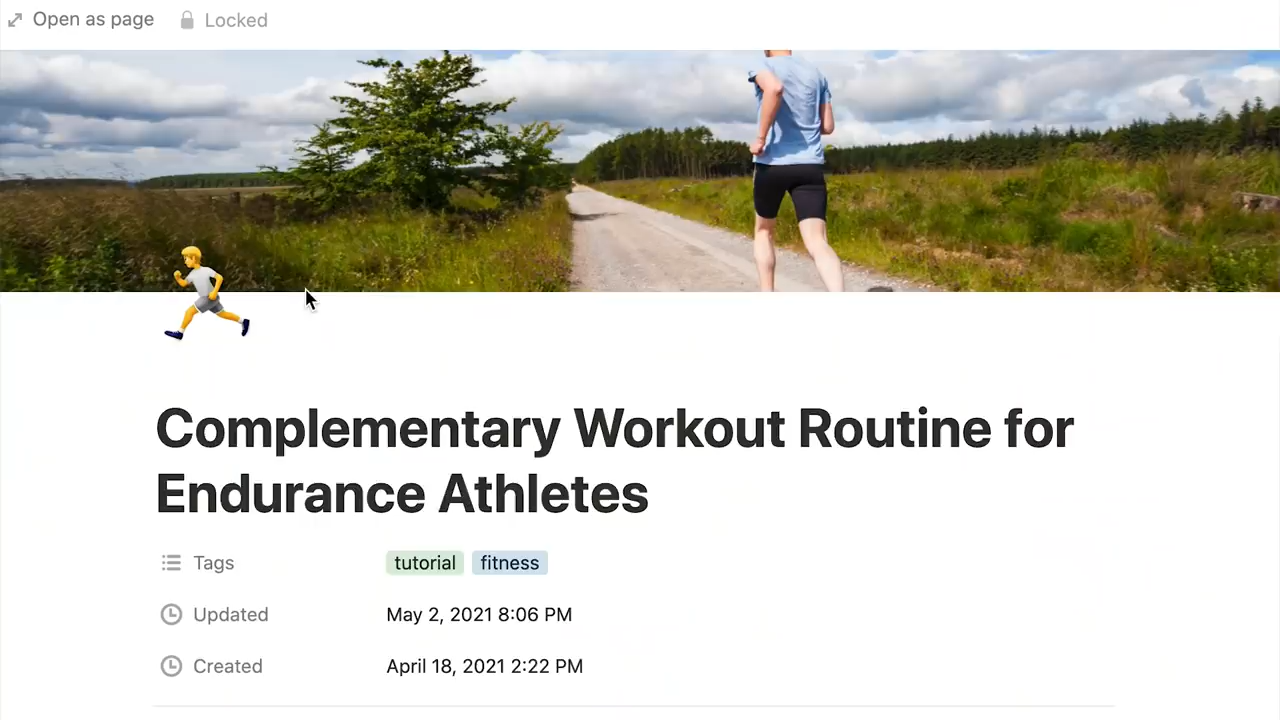 Open as page Locked
Complementary Workout Routine for
Endurance Athletes
Tags tutorial fitness
Updated May 2, 2021 8:06 PM
Created April 18, 2021 2:22 PM